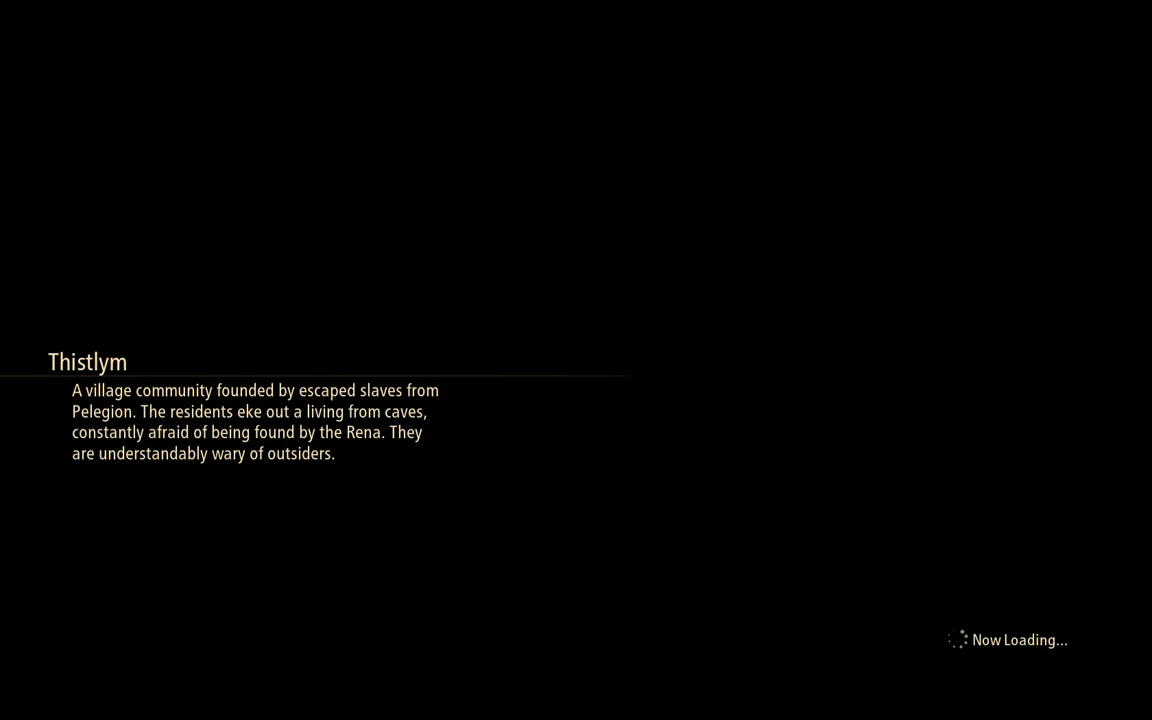 Thistlym
A village community founded by escaped slaves from
Pelegion. The residents eke out a living from caves,
constantly afraid of being found by the Rena. They
are understandably wary of outsiders.
Now Loading...